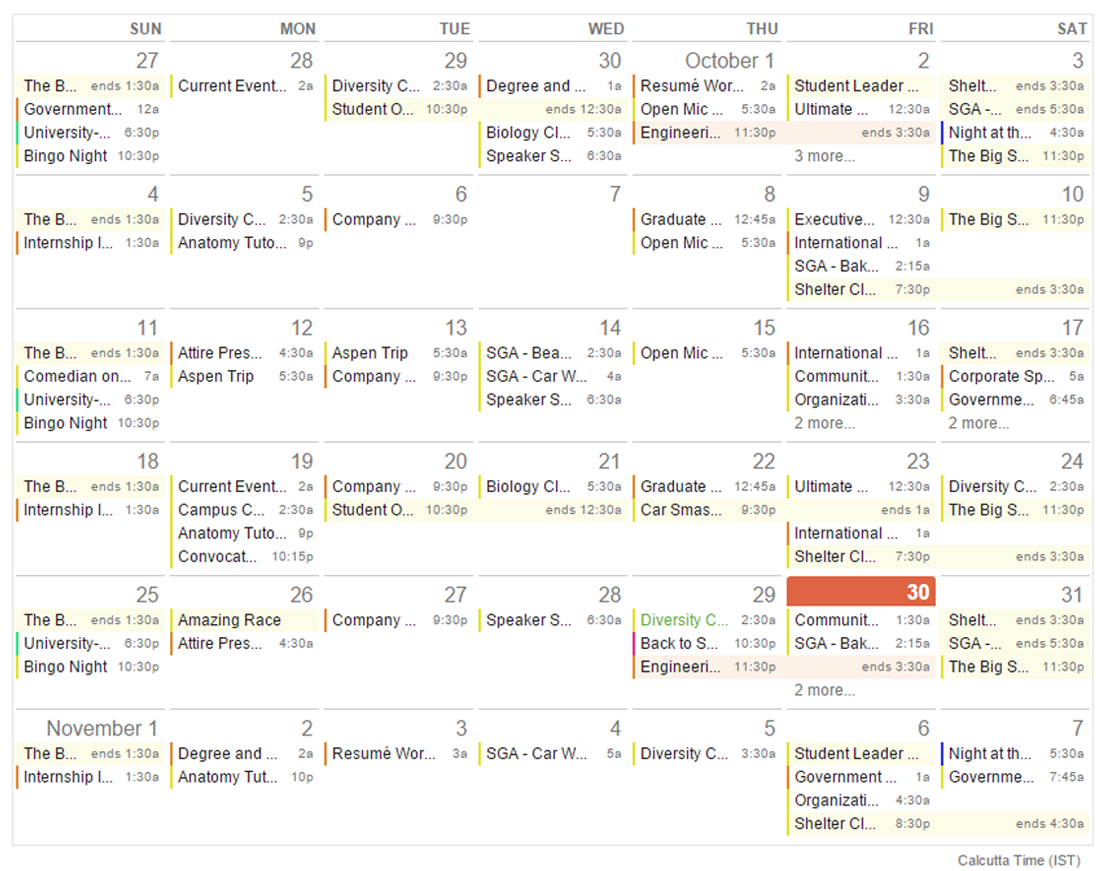 SUN MON TUE WED THU FRI SAT
27 28 29 30 October 1 2 3
The B... ends 1:30a Current Event... 2a Diversity C... 2:30a Degree and ... 1a Resumé Wor... 2a Student Leader ... Shelt... ends 3:30a
Government... 12a Student O... 10:30p ends 12:30a Open Mic ... 5:30a Ultimate ... 12:30a SGA -... ends 5:30a
University-... 6:30p Biology Cl... 5:30a Engineeri... 11:30p ends 3:30a Night at th... 4:30a
Bingo Night 10:30p Speaker S... 6:30a 3 more... The Big S... 11:30p
4 5 6 7 8 9 10
The B... ends 1:30a Diversity C... 2:30a Company ... 9:30p Graduate ... 12:45a Executive... 12:30a The Big S... 11:30p
Internship I... 1:30a Anatomy Tuto... 9p Open Mic ... 5:30a International ... 1a
SGA - Bak... 2:15a
Shelter Cl... 7:30p ends 3:30a
11 12 13 14 15 16 17
The B... ends 1:30a Attire Pres... 4:30a Aspen Trip 5:30a SGA - Bea... 2:30a Open Mic ... 5:30a International ... 1a Shelt... ends 3:30a
Comedian on... 7a Aspen Trip 5:30a Company ... 9:30p SGA - Car W... 4a Communit... 1:30a Corporate Sp... 5a
University-... 6:30p Speaker S... 6:30a Organizati... 3:30a Governme... 6:45a
Bingo Night 10:30p 2 more... 2 more...
18 19 20 21 22 23 24
The B... ends 1:30a Current Event... 2a Company ... 9:30p Biology Cl... 5:30a Graduate ... 12:45a Ultimate ... 12:30a Diversity C... 2:30a
Internship I... 1:30a Campus C... 2:30a Student O... 10:30p ends 12:30a Car Smas... 9:30p ends 1a The Big S... 11:30p
Anatomy Tuto... 9p International ... 1a
Convocat... 10:15p Shelter Cl... 7:30p ends 3:30a
25 26 27 28 29 30 31
The B... ends 1:30a Amazing Race Company ... 9:30p Speaker S... 6:30a Diversity C... 2:30a Communit... 1:30a Shelt... ends 3:30a
University-... 6:30p Attire Pres... 4:30a Back to S... 10:30p SGA - Bak... 2:15a SGA -... ends 5:30a
Bingo Night 10:30p Engineeri... 11:30p ends 3:30a The Big S... 11:30p
2 more...
November 1 2 3 4 5 6 7
The B... ends 1:30a Degree and ... 2a Resumé Wor... 3a SGA - Car W... 5a Diversity C... 3:30a Student Leader ... Night at th... 5:30a
Internship I... 1:30a Anatomy Tut... 10p Government ... 1a Governme... 7:45a
Organizati... 4:30a
Shelter Cl... 8:30p ends 4:30a
Calcutta Time (IST)